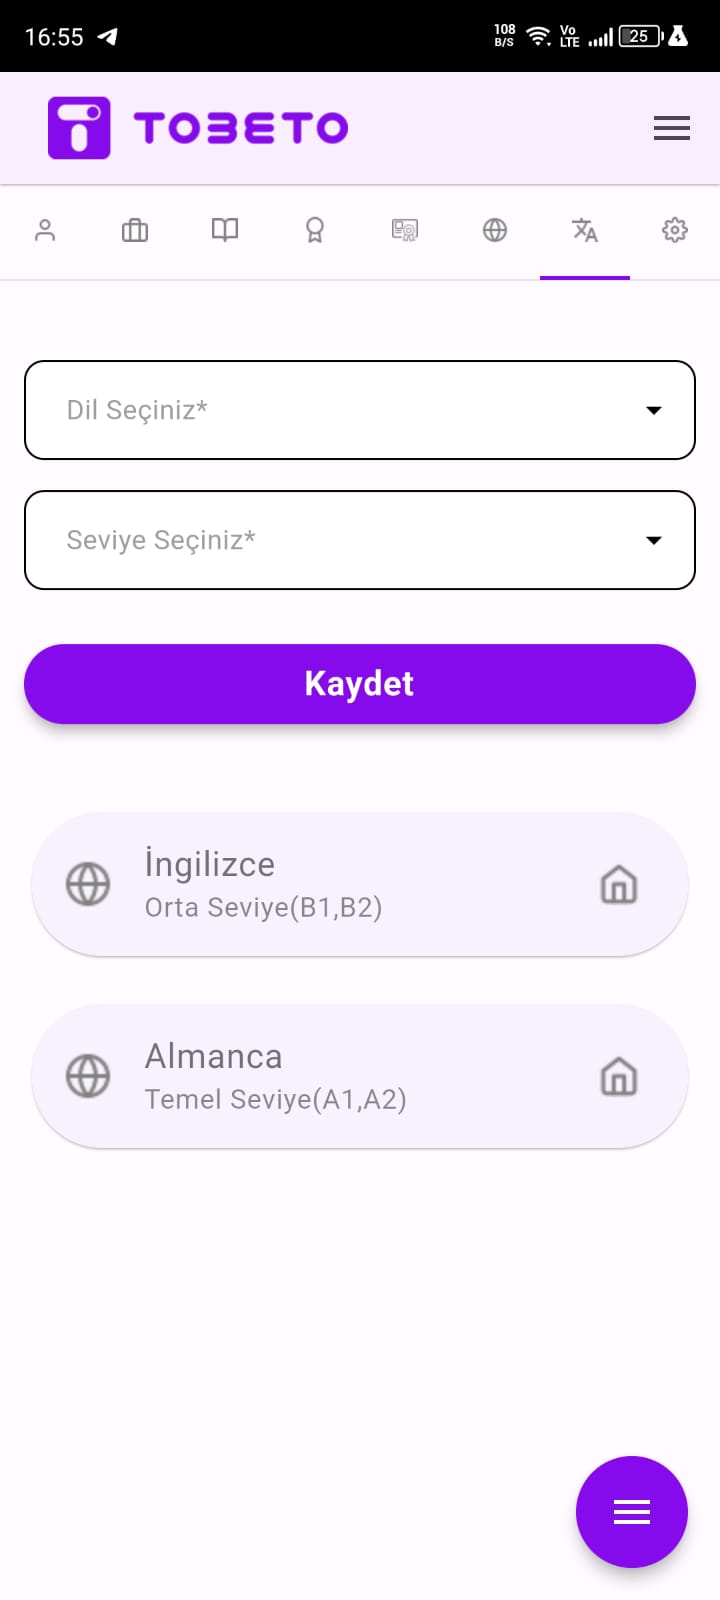 16:55
108
B/S
Vo
LTE
25
TOBETO
Dil Seçiniz*
Seviye Seçiniz*
Kaydet
İngilizce
Orta Seviye(B1,B2)
Almanca
Temel Seviye(A1,A2)